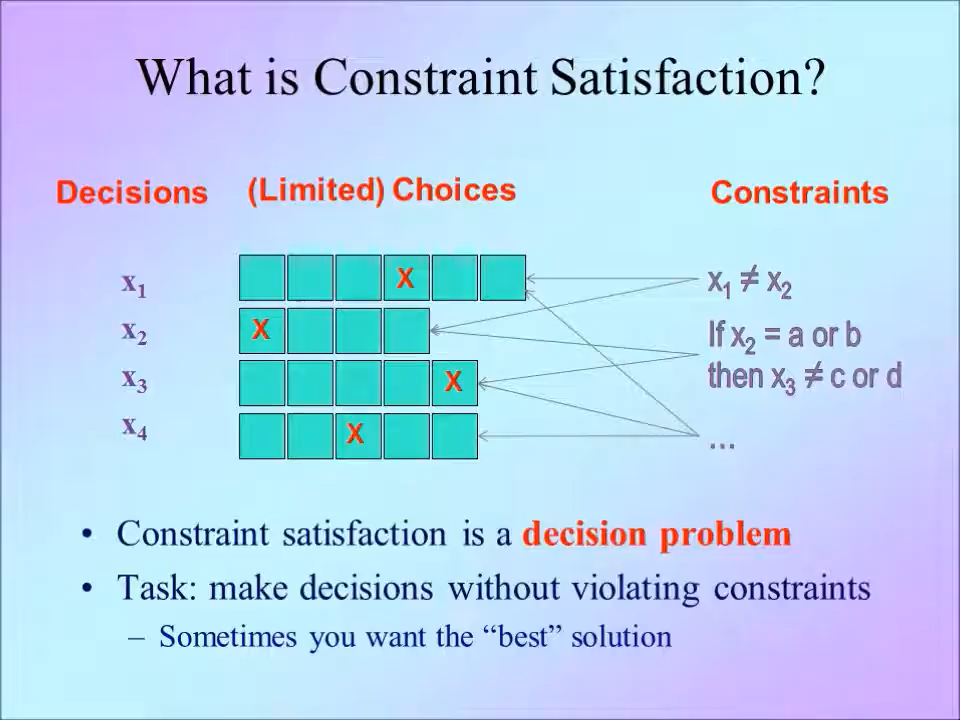 What is Constraint Satisfaction?
Decisions (Limited) Choices Constraints
x₁ X x₁ ≠ x₂
x₂ X If x₂ = a or b
x₃ X then x₃ ≠ c or d
x₄ X ...
• Constraint satisfaction is a decision problem
• Task: make decisions without violating constraints
– Sometimes you want the “best” solution